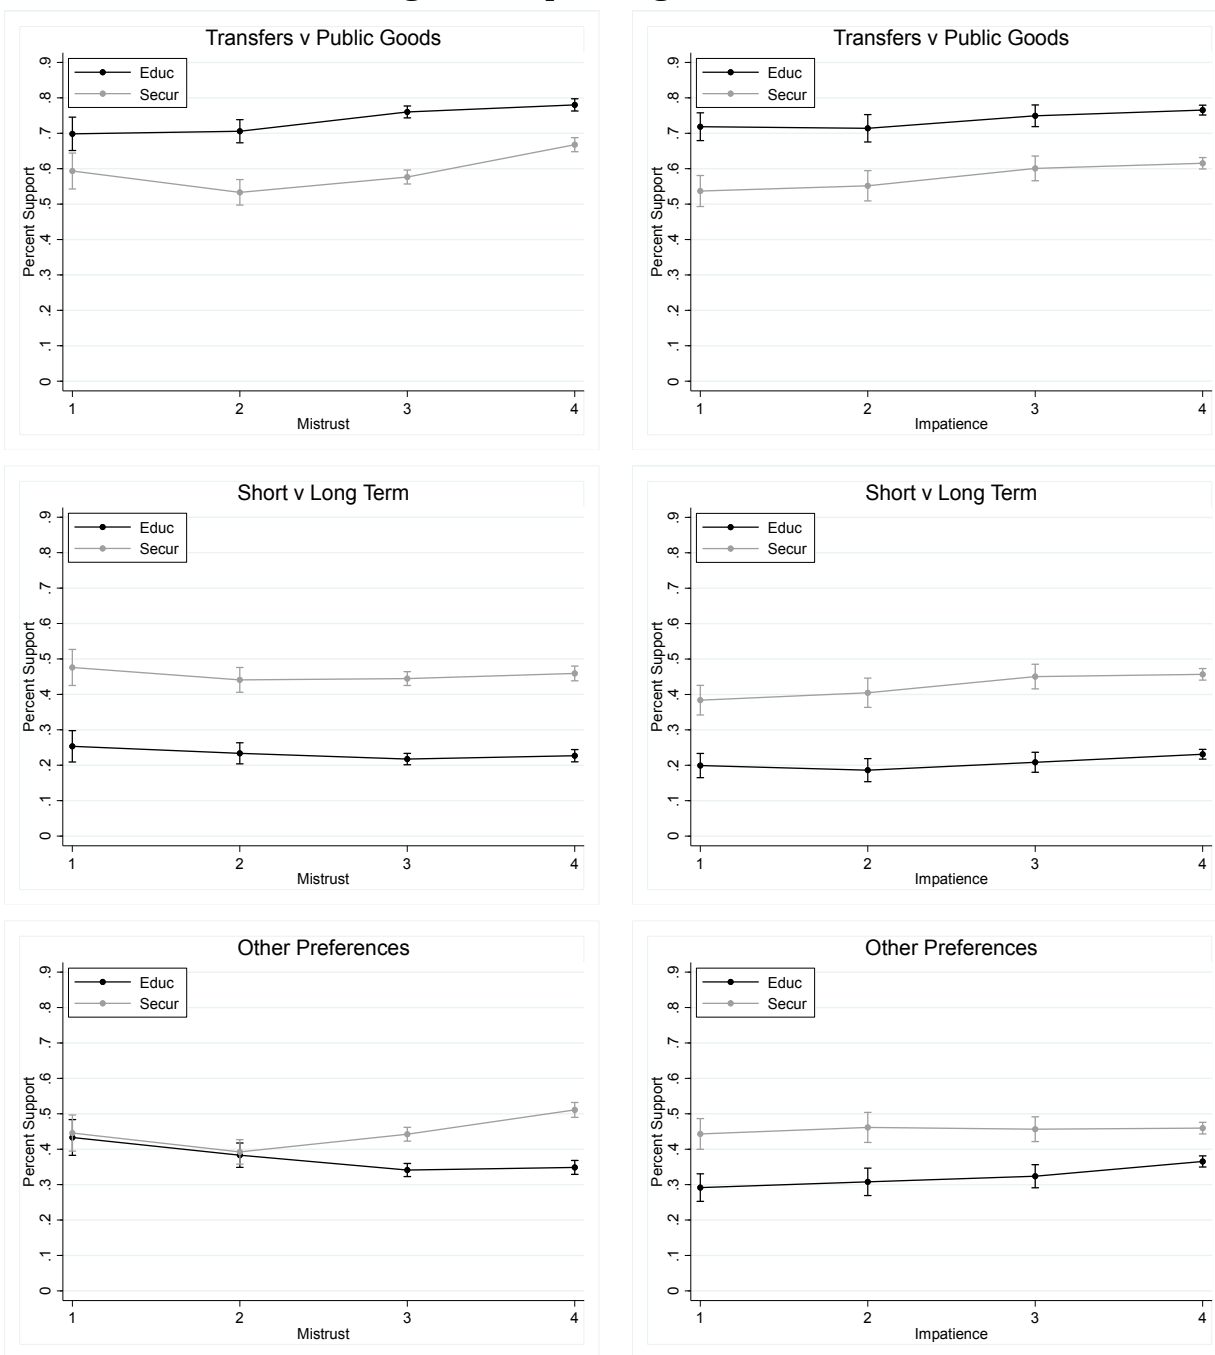 Transfers v Public Goods
Educ
Secur
Percent Support
.9
.8
.7
.6
.5
.4
.3
.2
.1
0
1 2 3 4
Mistrust
Transfers v Public Goods
Educ
Secur
Percent Support
.9
.8
.7
.6
.5
.4
.3
.2
.1
0
1 2 3 4
Impatience
Short v Long Term
Educ
Secur
Percent Support
.9
.8
.7
.6
.5
.4
.3
.2
.1
0
1 2 3 4
Mistrust
Short v Long Term
Educ
Secur
Percent Support
.9
.8
.7
.6
.5
.4
.3
.2
.1
0
1 2 3 4
Impatience
Other Preferences
Educ
Secur
Percent Support
.9
.8
.7
.6
.5
.4
.3
.2
.1
0
1 2 3 4
Mistrust
Other Preferences
Educ
Secur
Percent Support
.9
.8
.7
.6
.5
.4
.3
.2
.1
0
1 2 3 4
Impatience